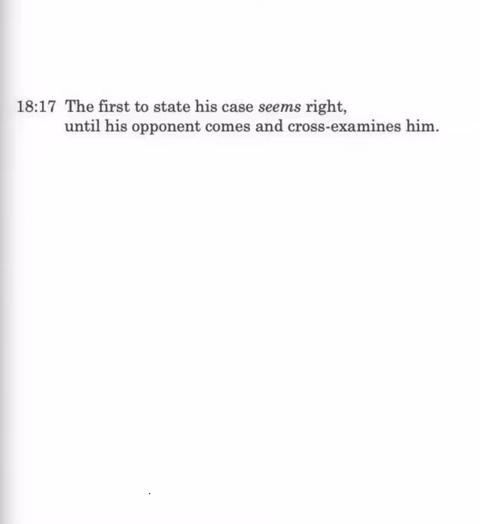 18:17 The first to state his case seems right,
until his opponent comes and cross-examines him.